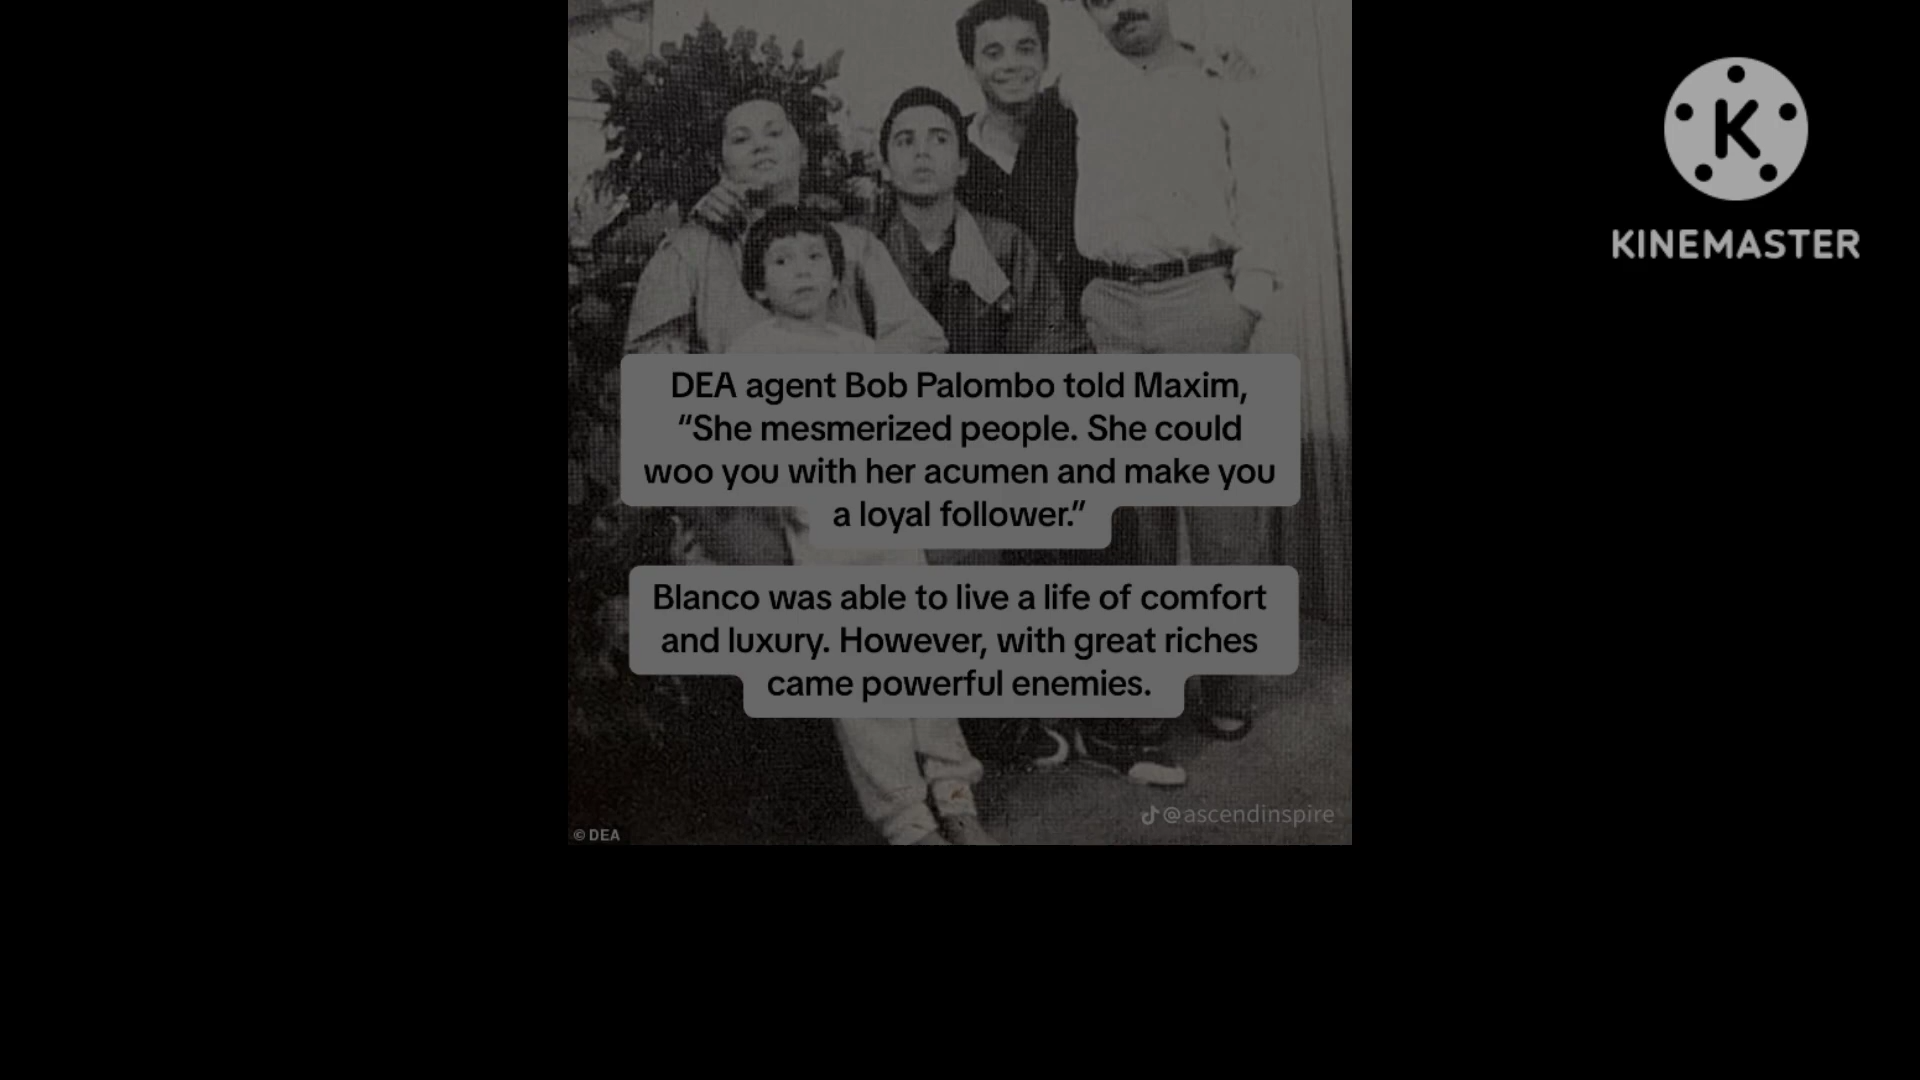 K
KINEMASTER
DEA agent Bob Palombo told Maxim,
“She mesmerized people. She could
woo you with her acumen and make you
a loyal follower.”
Blanco was able to live a life of comfort
and luxury. However, with great riches
came powerful enemies.
@ascendinspire
© DEA